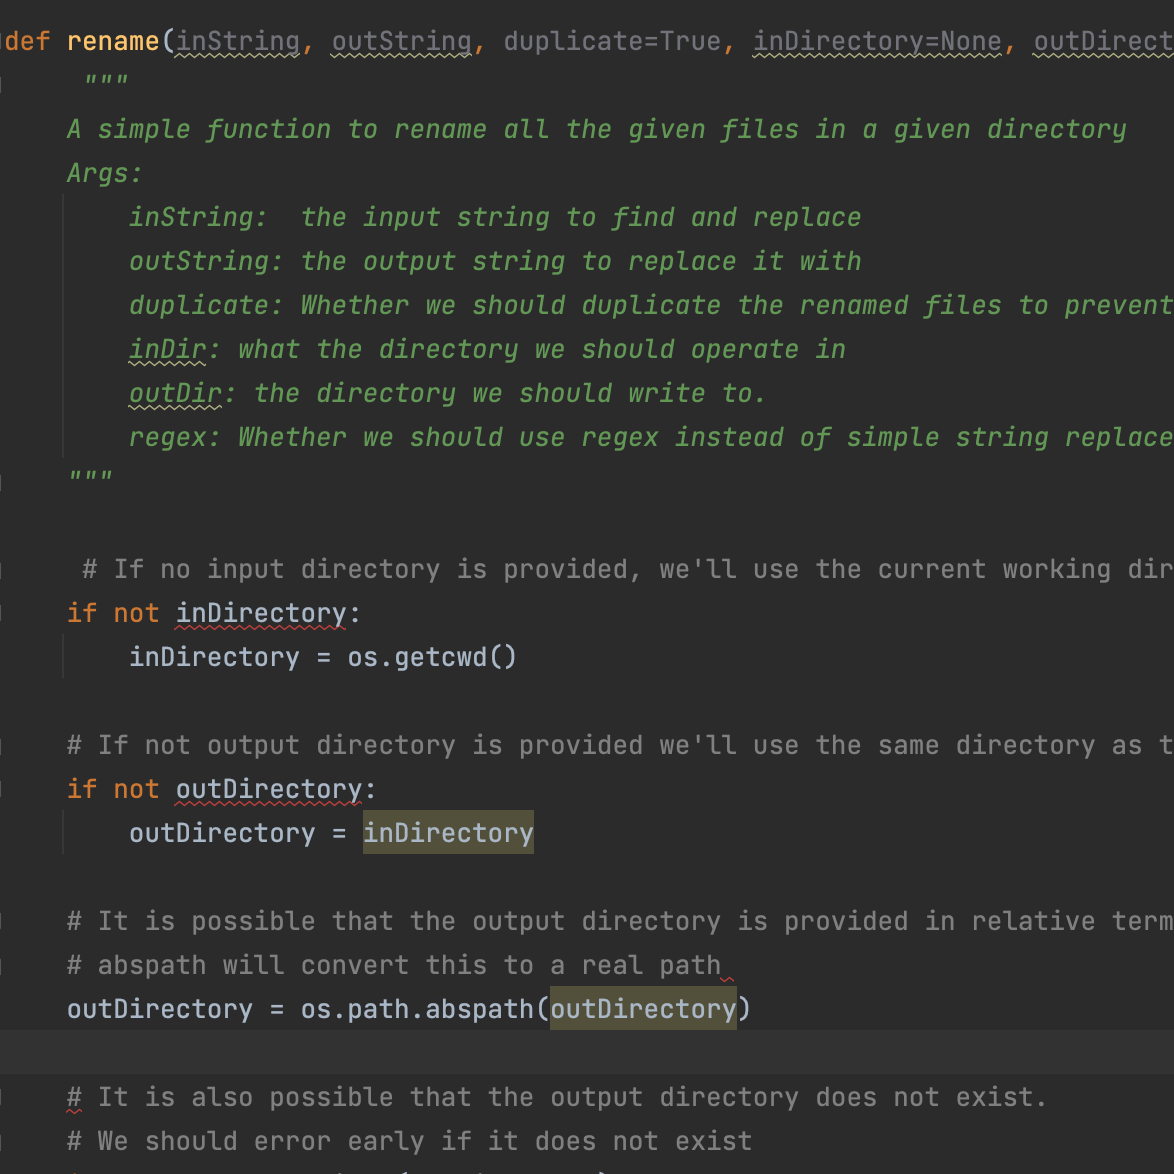 def rename(inString, outString, duplicate=True, inDirectory=None, outDirect
"""
A simple function to rename all the given files in a given directory
Args:
inString:  the input string to find and replace
outString: the output string to replace it with
duplicate: Whether we should duplicate the renamed files to prevent
inDir: what the directory we should operate in
outDir: the directory we should write to.
regex: Whether we should use regex instead of simple string replace
"""
# If no input directory is provided, we'll use the current working dir
if not inDirectory:
inDirectory = os.getcwd()
# If not output directory is provided we'll use the same directory as t
if not outDirectory:
outDirectory = inDirectory
# It is possible that the output directory is provided in relative term
# abspath will convert this to a real path
outDirectory = os.path.abspath(outDirectory)
# It is also possible that the output directory does not exist.
# We should error early if it does not exist